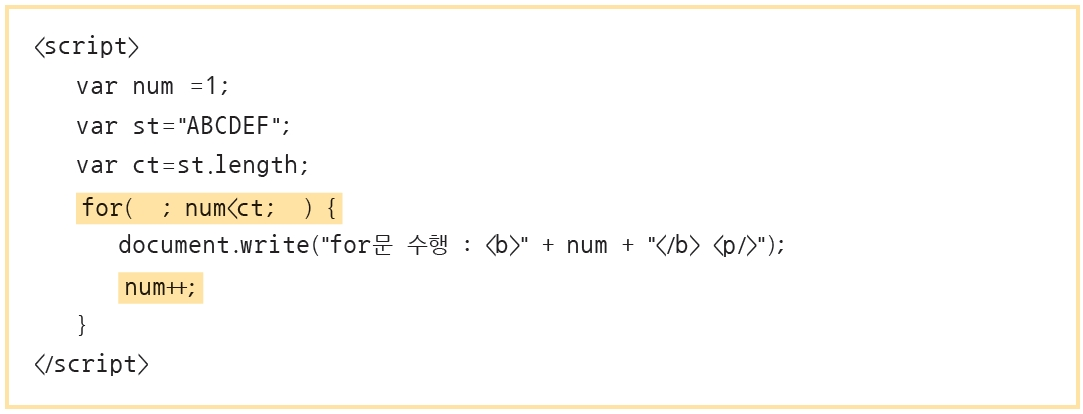 <script>
var num =1;
var st="ABCDEF";
var ct=st.length;
for(  ; num<ct;  ) {
document.write("for문 수행 : <b>" + num + "</b> <p/>");
num++;
}
</script>